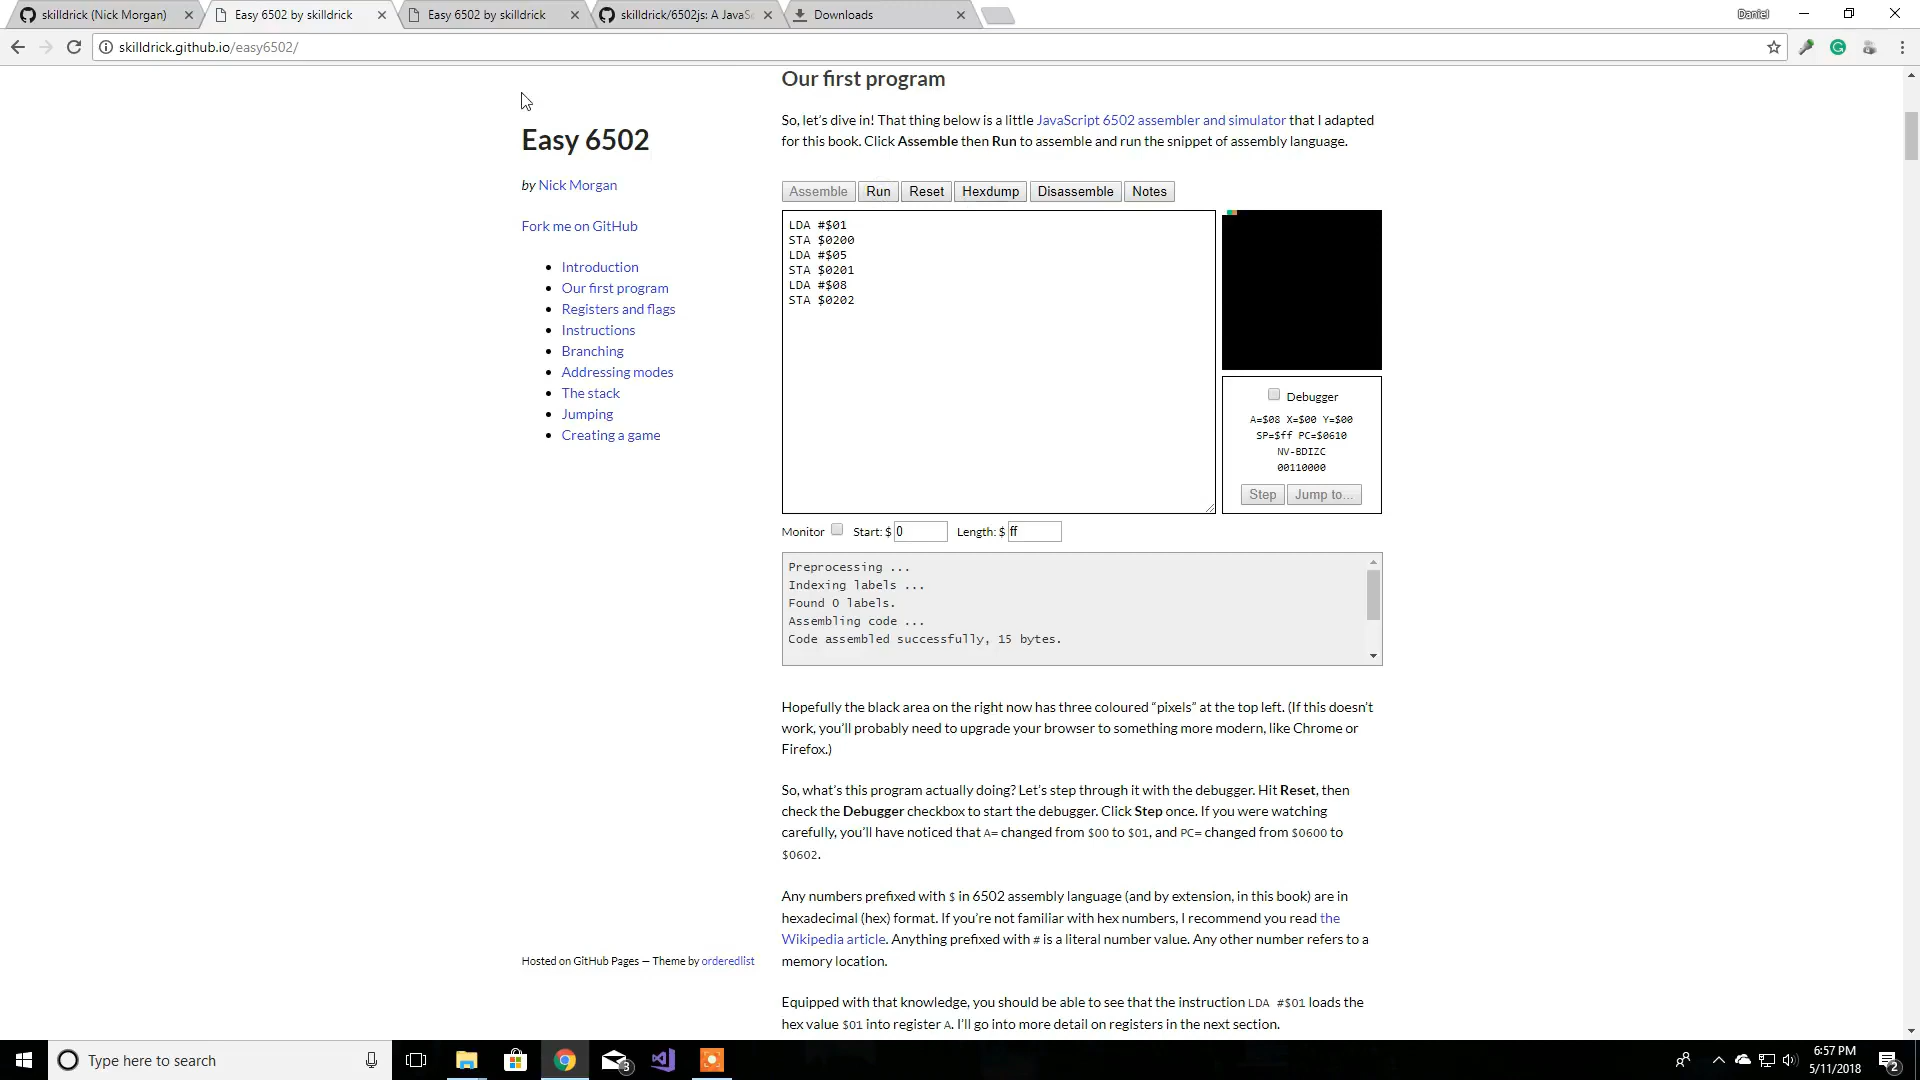 skilldrick (Nick Morgan)
Easy 6502 by skilldrick
Easy 6502 by skilldrick
skilldrick/6502js: A JavaSc
Downloads
Daniel
skilldrick.github.io/easy6502/
Easy 6502
by Nick Morgan
Fork me on GitHub
Introduction
Our first program
Registers and flags
Instructions
Branching
Addressing modes
The stack
Jumping
Creating a game
Hosted on GitHub Pages — Theme by orderedlist
Our first program
So, let’s dive in! That thing below is a little JavaScript 6502 assembler and simulator that I adapted
for this book. Click Assemble then Run to assemble and run the snippet of assembly language.
Assemble Run Reset Hexdump Disassemble Notes
LDA #$01
STA $0200
LDA #$05
STA $0201
LDA #$08
STA $0202
Debugger
A=$08 X=$00 Y=$00
SP=$ff PC=$0610
NV-BDIZC
00110000
Step Jump to...
Monitor Start: $ 0 Length: $ ff
Preprocessing ...
Indexing labels ...
Found 0 labels.
Assembling code ...
Code assembled successfully, 15 bytes.
Hopefully the black area on the right now has three coloured “pixels” at the top left. (If this doesn’t
work, you’ll probably need to upgrade your browser to something more modern, like Chrome or
Firefox.)
So, what’s this program actually doing? Let’s step through it with the debugger. Hit Reset, then
check the Debugger checkbox to start the debugger. Click Step once. If you were watching
carefully, you’ll have noticed that A= changed from $00 to $01, and PC= changed from $0600 to
$0602.
Any numbers prefixed with $ in 6502 assembly language (and by extension, in this book) are in
hexadecimal (hex) format. If you’re not familiar with hex numbers, I recommend you read the
Wikipedia article. Anything prefixed with # is a literal number value. Any other number refers to a
memory location.
Equipped with that knowledge, you should be able to see that the instruction LDA #$01 loads the
hex value $01 into register A. I’ll go into more detail on registers in the next section.
Type here to search
3
6:57 PM
5/11/2018
2